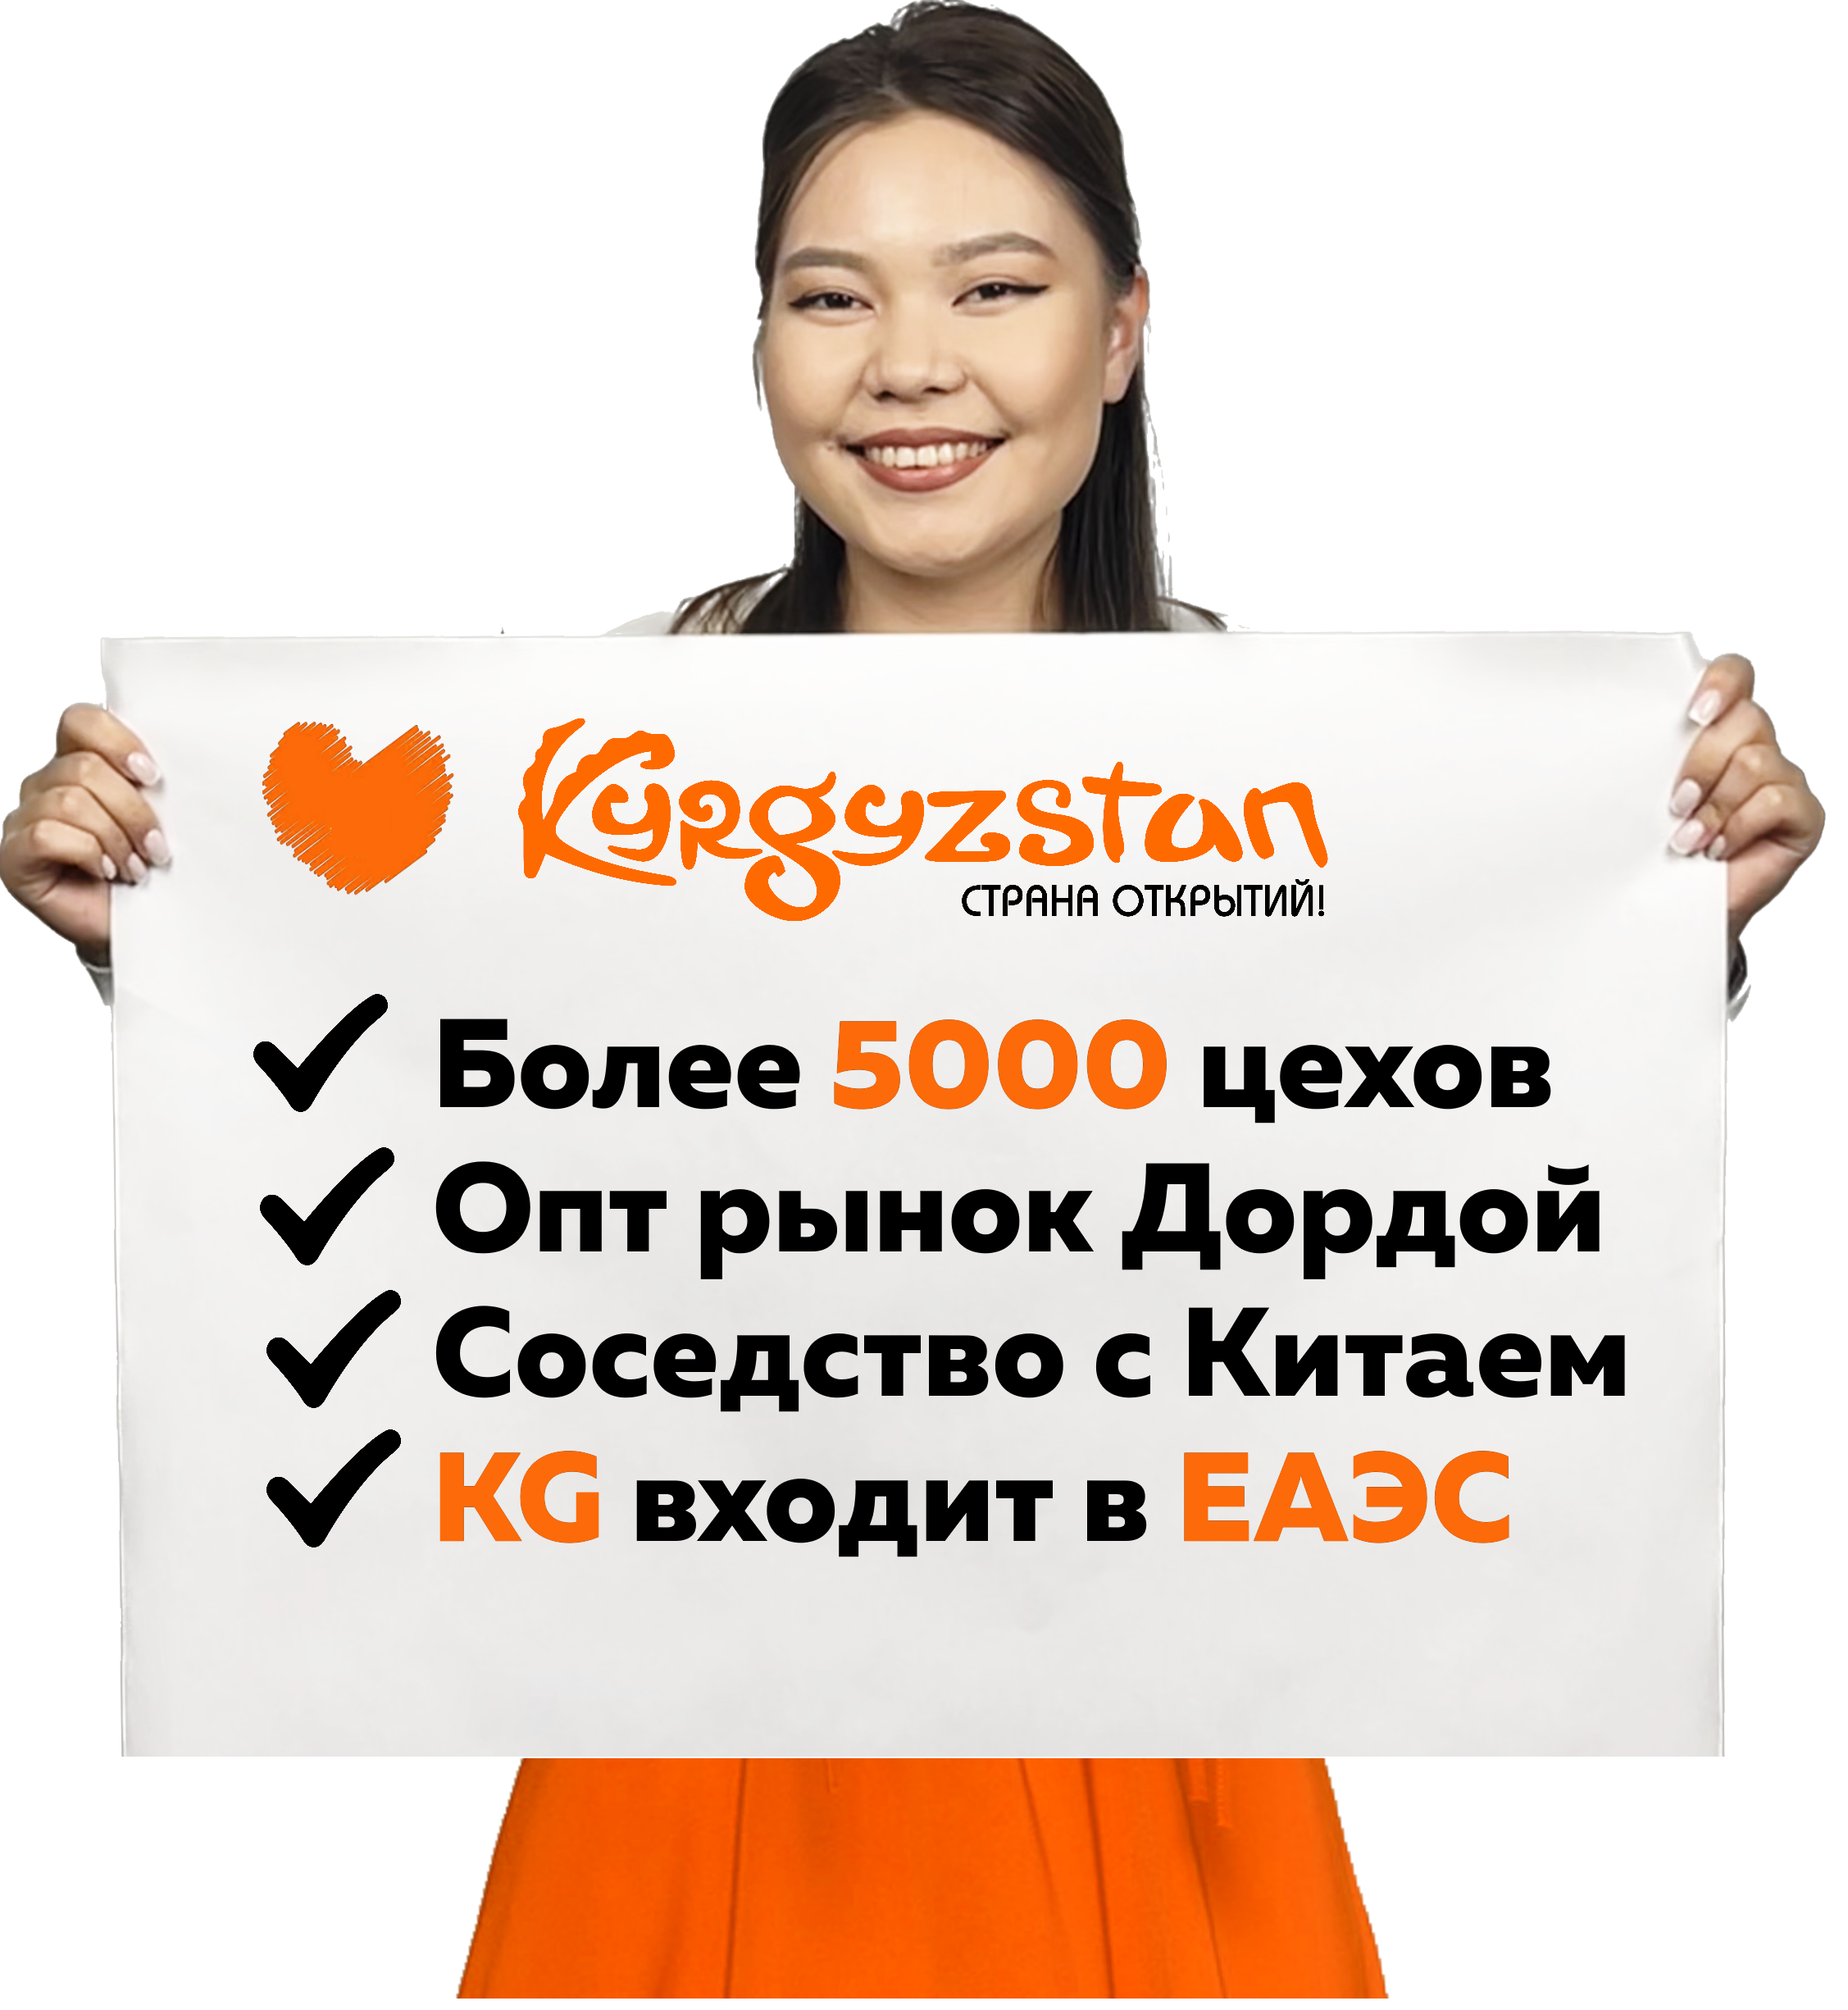 Kyrgyzstan
СТРАНА ОТКРЫТИЙ!
Более 5000 цехов
Опт рынок Дордой
Соседство с Китаем
KG входит в ЕАЭС